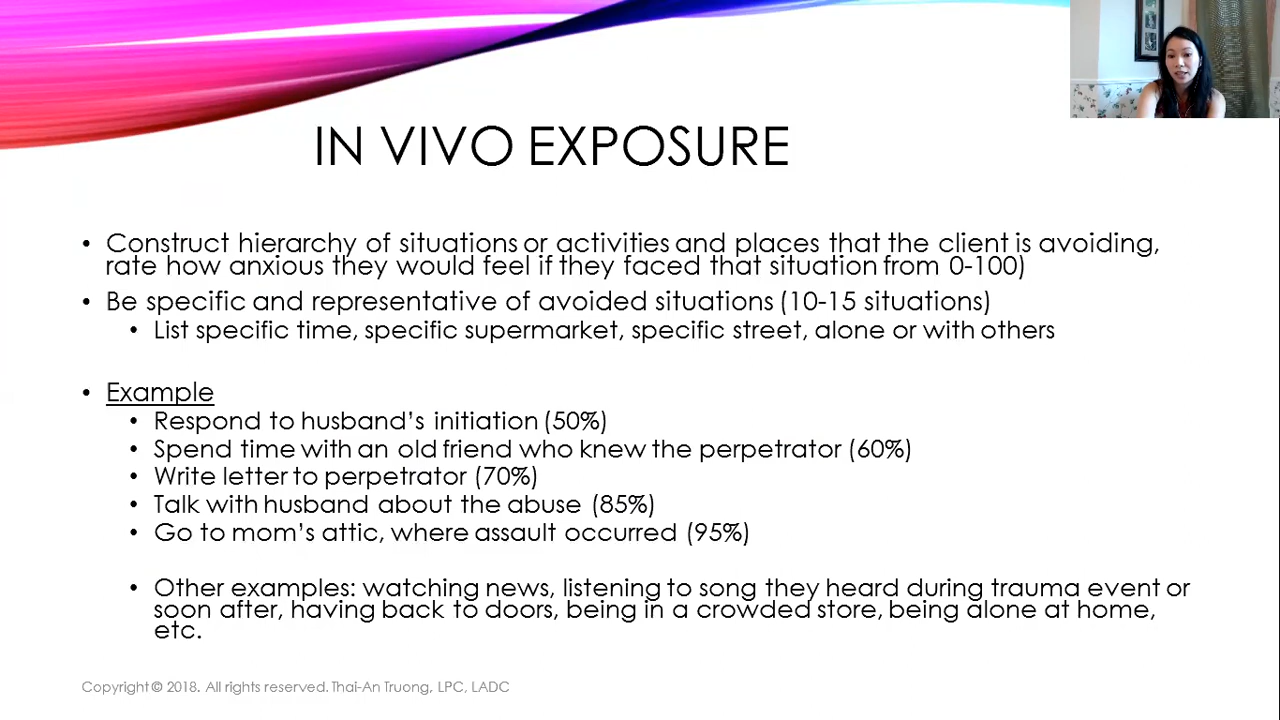 IN VIVO EXPOSURE
• Construct hierarchy of situations or activities and places that the client is avoiding,
rate how anxious they would feel if they faced that situation from 0-100)
• Be specific and representative of avoided situations (10-15 situations)
• List specific time, specific supermarket, specific street, alone or with others
• Example
• Respond to husband’s initiation (50%)
• Spend time with an old friend who knew the perpetrator (60%)
• Write letter to perpetrator (70%)
• Talk with husband about the abuse (85%)
• Go to mom’s attic, where assault occurred (95%)
• Other examples: watching news, listening to song they heard during trauma event or
soon after, having back to doors, being in a crowded store, being alone at home,
etc.
Copyright © 2018. All rights reserved. Thai-An Truong, LPC, LADC